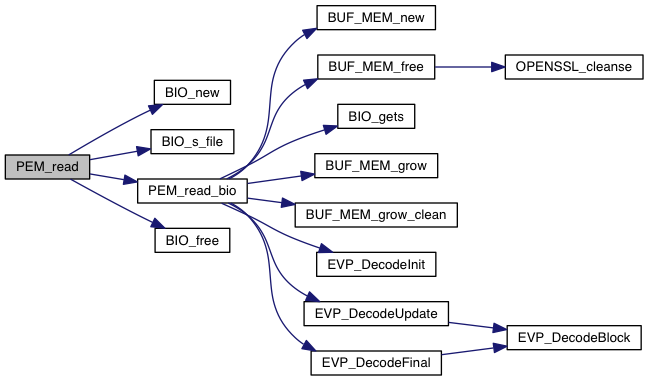 BUF_MEM_new
BUF_MEM_free
OPENSSL_cleanse
BIO_new
BIO_gets
BIO_s_file
PEM_read
BUF_MEM_grow
PEM_read_bio
BUF_MEM_grow_clean
BIO_free
EVP_DecodeInit
EVP_DecodeUpdate
EVP_DecodeBlock
EVP_DecodeFinal